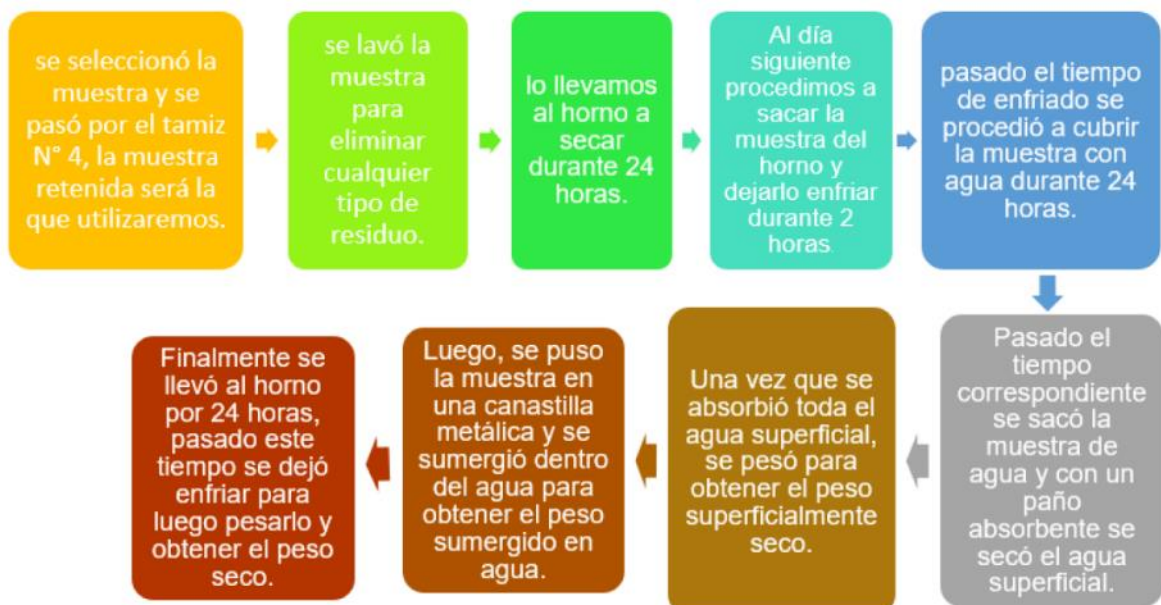 se seleccionó la
muestra y se
pasó por el tamiz
N° 4, la muestra
retenida será la
que utilizaremos.
se lavó la
muestra
para
eliminar
cualquier
tipo de
residuo.
lo llevamos
al horno a
secar
durante 24
horas.
Al día
siguiente
procedimos a
sacar la
muestra del
horno y
dejarlo enfriar
durante 2
horas.
pasado el tiempo
de enfriado se
procedió a cubrir
la muestra con
agua durante 24
horas.
Pasado el
tiempo
correspondiente
se sacó la
muestra de
agua y con un
paño
absorbente se
secó el agua
superficial.
Una vez que se
absorbió toda el
agua superficial,
se pesó para
obtener el peso
superficialmente
seco.
Luego, se puso
la muestra en
una canastilla
metálica y se
sumergió dentro
del agua para
obtener el peso
sumergido en
agua.
Finalmente se
llevó al horno
por 24 horas,
pasado este
tiempo se dejó
enfriar para
luego pesarlo y
obtener el peso
seco.